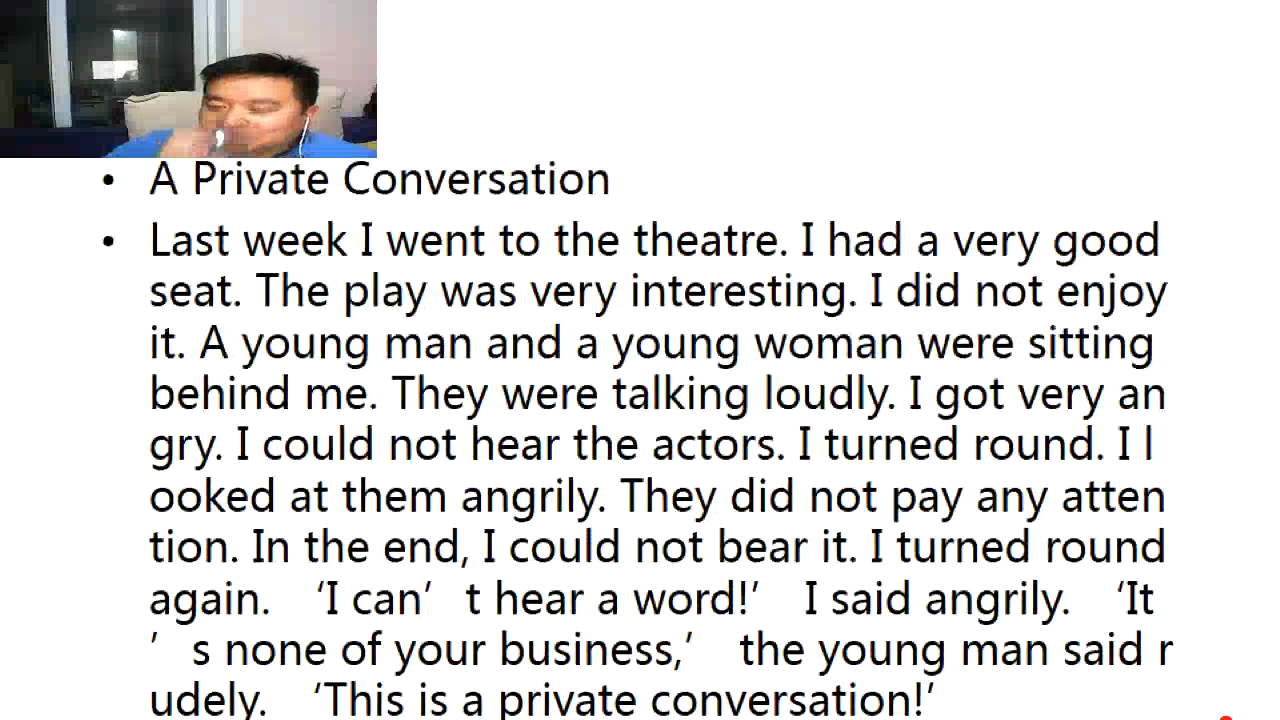 • A Private Conversation
• Last week I went to the theatre. I had a very good
seat. The play was very interesting. I did not enjoy
it. A young man and a young woman were sitting
behind me. They were talking loudly. I got very an
gry. I could not hear the actors. I turned round. I l
ooked at them angrily. They did not pay any atten
tion. In the end, I could not bear it. I turned round
again. ‘I can’ t hear a word!’ I said angrily. ‘It
’ s none of your business,’ the young man said r
udely. ‘This is a private conversation!’